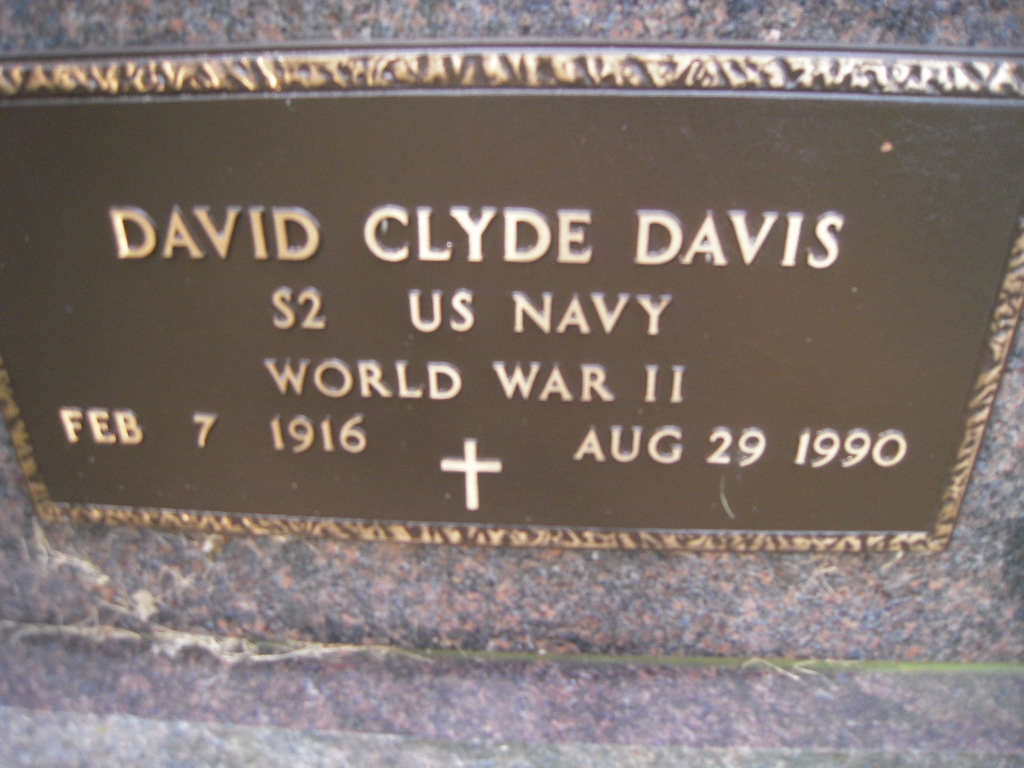 DAVID CLYDE DAVIS
S2 US NAVY
WORLD WAR II
FEB 7 1916 AUG 29 1990